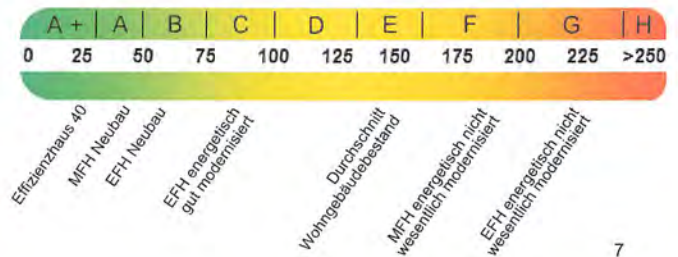 A+ | A | B | C | D | E | F | G | H
0 25 50 75 100 125 150 175 200 225 >250
Effizienzhaus 40
MFH Neubau
EFH Neubau
EFH energetisch
gut modernisiert
Durchschnitt
Wohngebäudebestand
MFH energetisch nicht
wesentlich modernisiert
EFH energetisch nicht
wesentlich modernisiert
7